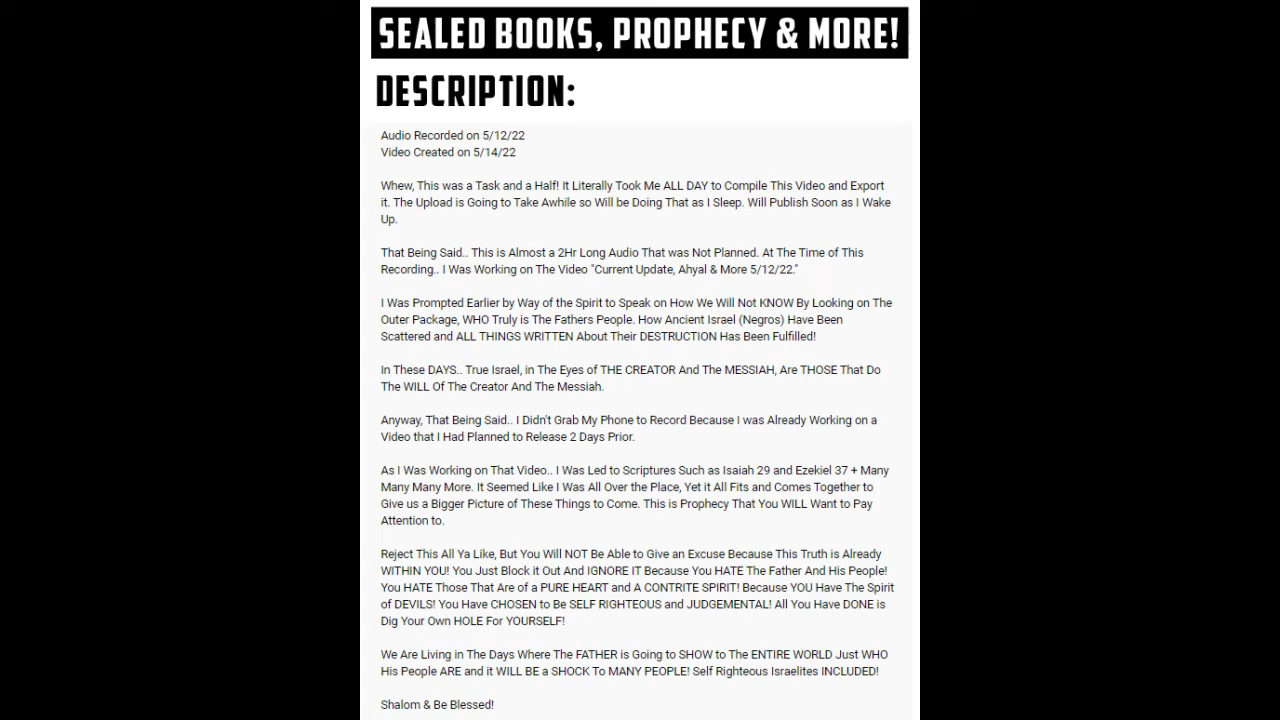 SEALED BOOKS, PROPHECY & MORE!
DESCRIPTION:
Audio Recorded on 5/12/22
Video Created on 5/14/22
Whew, This was a Task and a Half! It Literally Took Me ALL DAY to Compile This Video and Export
it. The Upload is Going to Take Awhile so Will be Doing That as I Sleep. Will Publish Soon as I Wake
Up.
That Being Said.. This is Almost a 2Hr Long Audio That was Not Planned. At The Time of This
Recording.. I Was Working on The Video "Current Update, Ahyal & More 5/12/22."
I Was Prompted Earlier by Way of the Spirit to Speak on How We Will Not KNOW By Looking on The
Outer Package, WHO Truly is The Fathers People. How Ancient Israel (Negros) Have Been
Scattered and ALL THINGS WRITTEN About Their DESTRUCTION Has Been Fulfilled!
In These DAYS.. True Israel, in The Eyes of THE CREATOR And The MESSIAH, Are THOSE That Do
The WILL Of The Creator And The Messiah.
Anyway, That Being Said.. I Didn't Grab My Phone to Record Because I was Already Working on a
Video that I Had Planned to Release 2 Days Prior.
As I Was Working on That Video.. I Was Led to Scriptures Such as Isaiah 29 and Ezekiel 37 + Many
Many Many More. It Seemed Like I Was All Over the Place, Yet it All Fits and Comes Together to
Give us a Bigger Picture of These Things to Come. This is Prophecy That You WILL Want to Pay
Attention to.
Reject This All Ya Like, But You Will NOT Be Able to Give an Excuse Because This Truth is Already
WITHIN YOU! You Just Block it Out And IGNORE IT Because You HATE The Father And His People!
You HATE Those That Are of a PURE HEART and A CONTRITE SPIRIT! Because YOU Have The Spirit
of DEVILS! You Have CHOSEN to Be SELF RIGHTEOUS and JUDGEMENTAL! All You Have DONE is
Dig Your Own HOLE For YOURSELF!
We Are Living in The Days Where The FATHER is Going to SHOW to The ENTIRE WORLD Just WHO
His People ARE and it WILL BE a SHOCK To MANY PEOPLE! Self Righteous Israelites INCLUDED!
Shalom & Be Blessed!